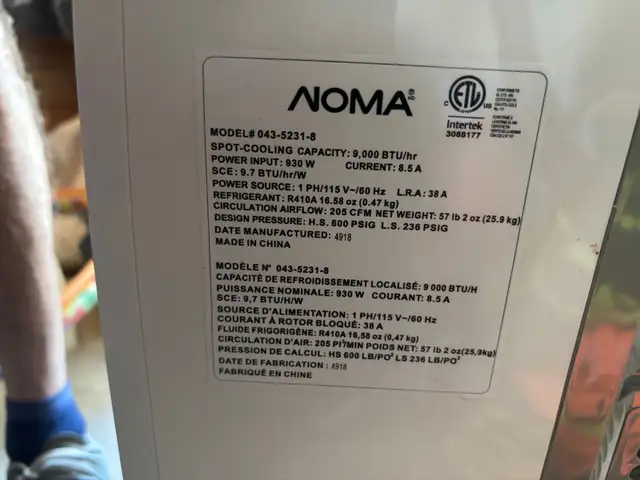 NOMA
MD
C ETL US
Intertek
3088177
MODEL# 043-5231-8
SPOT-COOLING CAPACITY: 9,000 BTU/hr
POWER INPUT: 930 W CURRENT: 8.5 A
SCE: 9.7 BTU/hr/W
POWER SOURCE: 1 PH/115 V~/60 Hz L.R.A: 38 A
REFRIGERANT: R410A 16.58 oz (0.47 kg)
CIRCULATION AIRFLOW: 205 CFM NET WEIGHT: 57 lb 2 oz (25.9 kg)
DESIGN PRESSURE: H.S. 600 PSIG L.S. 236 PSIG
DATE MANUFACTURED: 4918
MADE IN CHINA
MODÈLE N° 043-5231-8
CAPACITÉ DE REFROIDISSEMENT LOCALISÉ: 9 000 BTU/H
PUISSANCE NOMINALE: 930 W COURANT: 8.5 A
SCE: 9,7 BTU/H/W
SOURCE D'ALIMENTATION: 1 PH/115 V~/60 Hz
COURANT À ROTOR BLOQUÉ: 38 A
FLUIDE FRIGORIGÈNE: R410A 16,58 oz (0,47 kg)
CIRCULATION D'AIR: 205 PI³/MIN POIDS NET: 57 lb 2 oz (25,9kg)
PRESSION DE CALCUL: HS 600 LB/PO² LS 236 LB/PO²
DATE DE FABRICATION : 4918
FABRIQUÉ EN CHINE